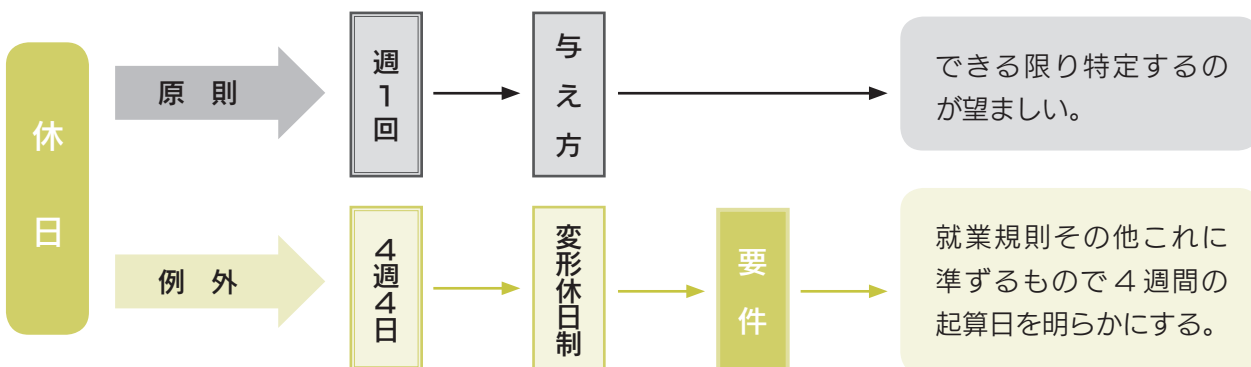 休日
原則
週1回
与え方
できる限り特定するの
が望ましい。
例外
4週4日
変形休日制
要件
就業規則その他これに
準ずるもので4週間の
起算日を明らかにする。